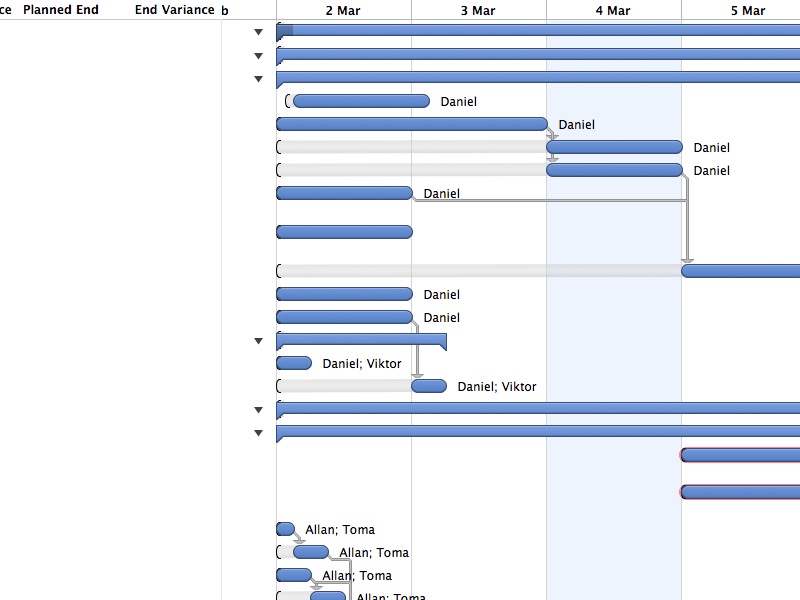 ce Planned End End Variance b 2 Mar 3 Mar 4 Mar 5 Mar
Daniel
Daniel
Daniel
Daniel
Daniel
Daniel
Daniel
Daniel; Viktor
Daniel; Viktor
Allan; Toma
Allan; Toma
Allan; Toma
Allan; Toma